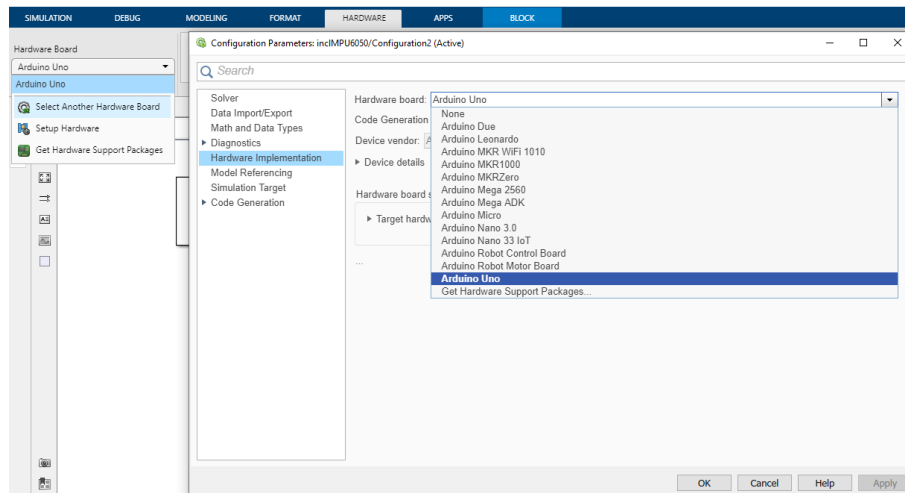 SIMULATION DEBUG MODELING FORMAT HARDWARE APPS BLOCK
Hardware Board
Arduino Uno
Arduino Uno
Select Another Hardware Board
Setup Hardware
Get Hardware Support Packages
Configuration Parameters: incIMPU6050/Configuration2 (Active)
Search
Solver
Data Import/Export
Math and Data Types
Diagnostics
Hardware Implementation
Model Referencing
Simulation Target
Code Generation
Hardware board: Arduino Uno
Code Generation
Device vendor:
Device details
Hardware board
Target hardw
...
None
Arduino Due
Arduino Leonardo
Arduino MKR WiFi 1010
Arduino MKR1000
Arduino MKRZero
Arduino Mega 2560
Arduino Mega ADK
Arduino Micro
Arduino Nano 3.0
Arduino Nano 33 IoT
Arduino Robot Control Board
Arduino Robot Motor Board
Arduino Uno
Get Hardware Support Packages...
OK Cancel Help Apply